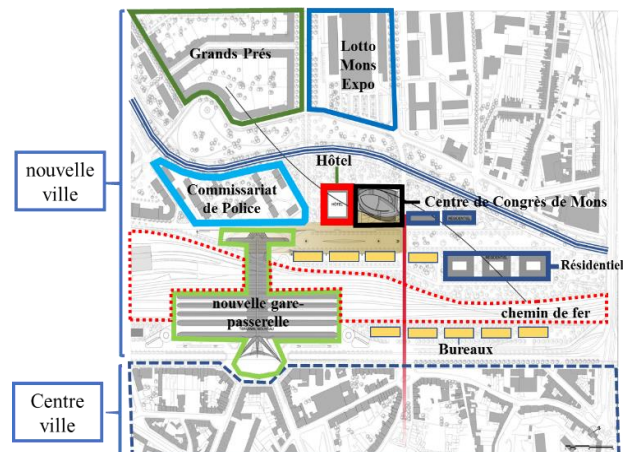 Grands Prés
Lotto
Mons
Expo
nouvelle
ville
Hôtel
Commissariat
de Police
HOTEL
Centre de Congrès de Mons
Résidentiel
nouvelle gare-
passerelle
chemin de fer
Bureaux
Centre
ville